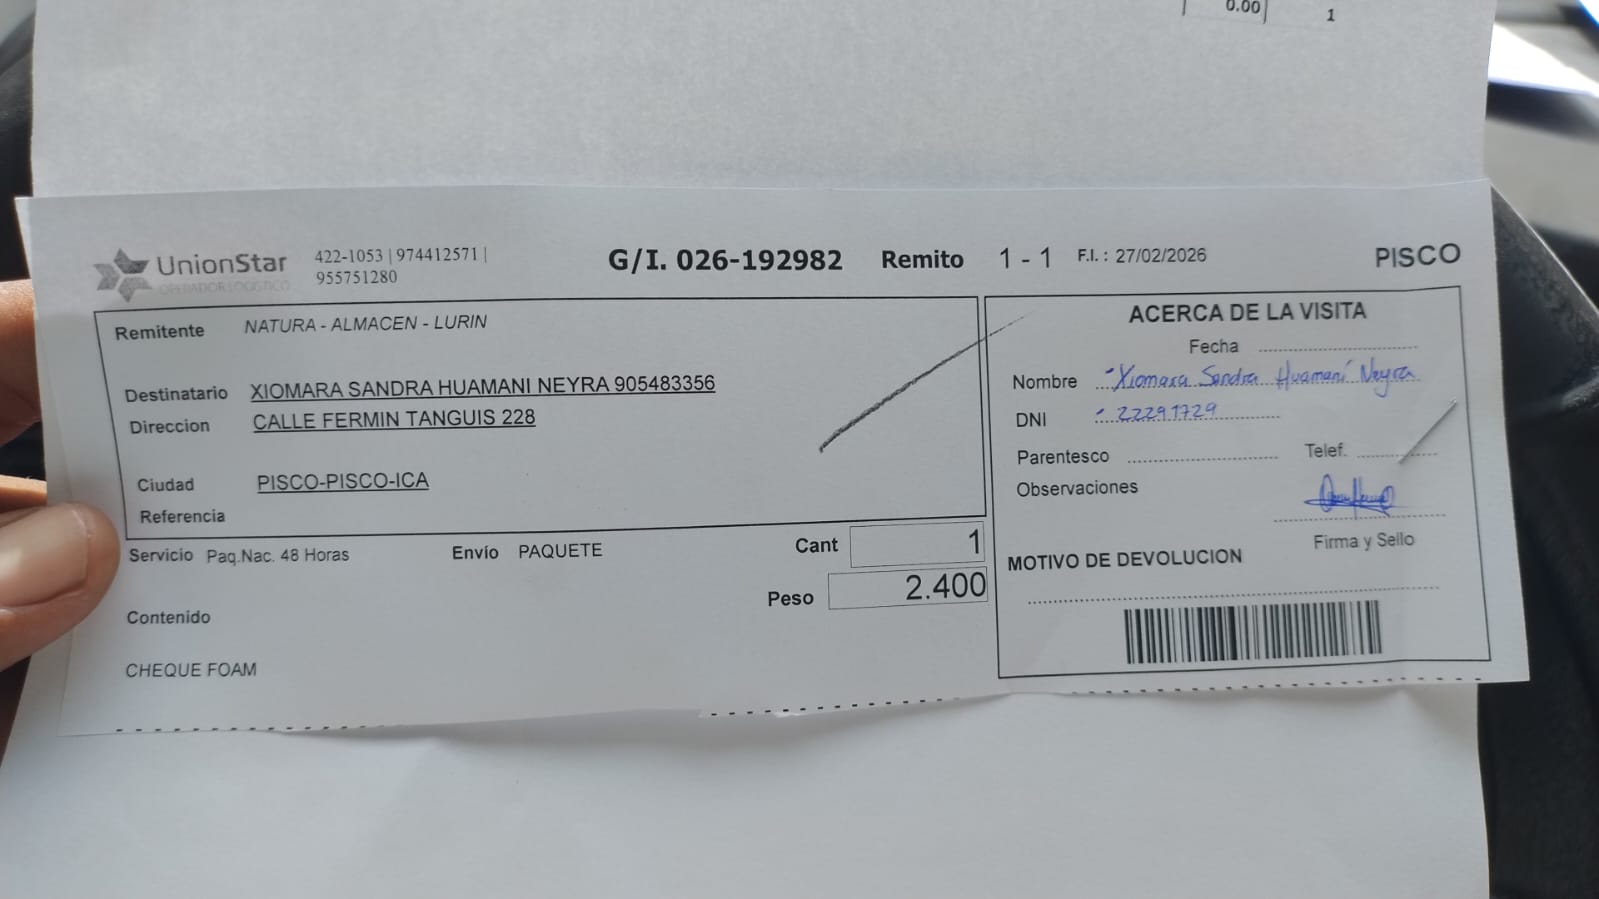 0.00 1
UnionStar
OPERADOR LOGISTICO
422-1053 | 974412571 |
955751280
G/I. 026-192982 Remito 1 - 1 F.I. : 27/02/2026 PISCO
Remitente NATURA - ALMACEN - LURIN
Destinatario XIOMARA SANDRA HUAMANI NEYRA 905483356
Direccion CALLE FERMIN TANGUIS 228
Ciudad PISCO-PISCO-ICA
Referencia
Servicio Paq.Nac. 48 Horas Envío PAQUETE Cant 1
Peso 2.400
Contenido
CHEQUE FOAM
ACERCA DE LA VISITA
Fecha
Nombre Xiomara Sandra Huamaní Neyra
DNI 22291729
Parentesco Telef.
Observaciones
Firma y Sello
MOTIVO DE DEVOLUCION